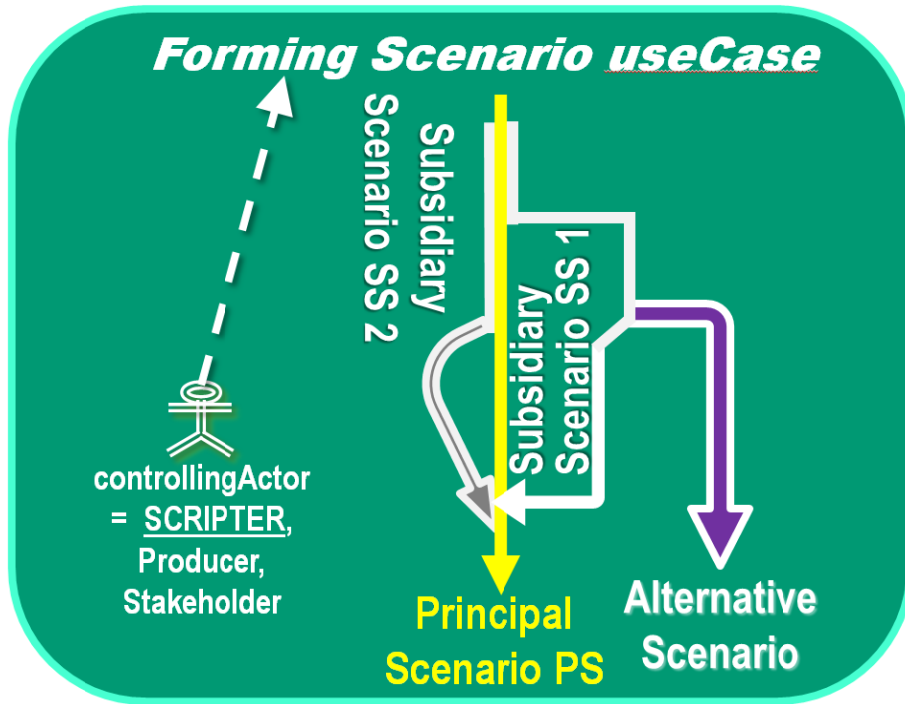 Forming Scenario useCase
Subsidiary
Scenario SS 2
Subsidiary
Scenario SS 1
controllingActor
= SCRIPTER,
Producer,
Stakeholder
Principal
Scenario PS
Alternative
Scenario